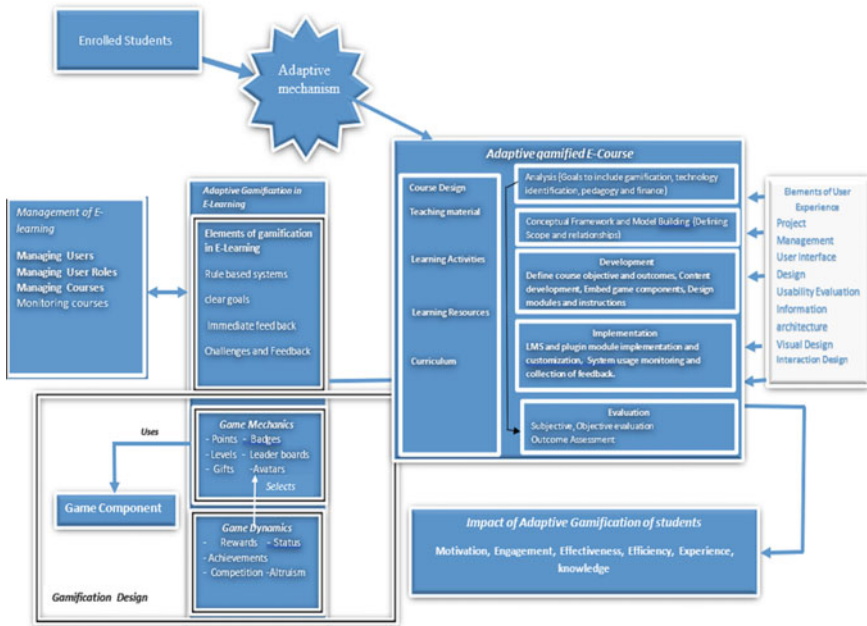 Enrolled Students
Adaptive
mechanism
Adaptive gamified E-Course
Course Design
Teaching material
Learning Activities
Learning Resources
Curriculum
Analysis (Goals to include gamification, technology
identification, pedagogy and finance)
Conceptual Framework and Model Building (Defining
Scope and relationships)
Development
Define course objective and outcomes, Content
development, Embed game components, Design
modules and instructions
Implementation
LMS and plugin module implementation and
customization, System usage monitoring and
collection of feedback.
Evaluation
Subjective, Objective evaluation
Outcome Assessment
Elements of User
Experience
Project
Management
User Interface
Design
Usability Evaluation
Information
architecture
Visual Design
Interaction Design
Management of E-
learning
Managing Users
Managing User Roles
Managing Courses
Monitoring courses
Adaptive Gamification in
E-Learning
Elements of gamification
in E-Learning
Rule based systems
clear goals
Immediate feed back
Challenges and Feedback
Game Mechanics
- Points - Badges
- Levels - Leader boards
- Gifts -Avatars
Selects
Uses
Game Component
Game Dynamics
- Rewards - Status
- Achievements
- Competition -Altruism
Gamification Design
Impact of Adaptive Gamification of students
Motivation, Engagement, Effectiveness, Efficiency, Experience,
knowledge